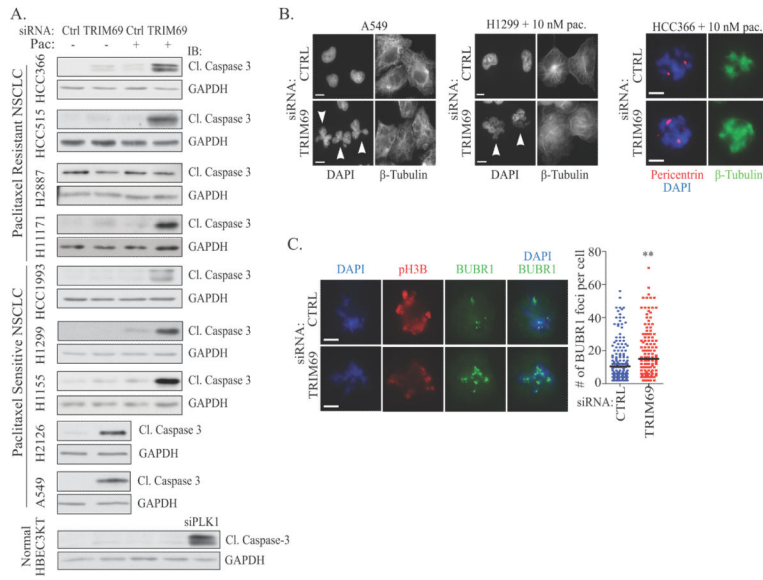 A.
siRNA: Ctrl TRIM69 Ctrl TRIM69
Pac: - - + +
IB:
Paclitaxel Resistant NSCLC
HCC366
Cl. Caspase 3
GAPDH
HCC515
Cl. Caspase 3
GAPDH
H2887
Cl. Caspase 3
GAPDH
H11171
Cl. Caspase 3
GAPDH
Paclitaxel Sensitive NSCLC
HCC1993
Cl. Caspase 3
GAPDH
H1299
Cl. Caspase 3
GAPDH
H1155
Cl. Caspase 3
GAPDH
H2126
Cl. Caspase 3
GAPDH
A549
Cl. Caspase 3
GAPDH
Normal
HBEC3KT
siPLK1
Cl. Caspase-3
GAPDH
B.
A549
siRNA:
CTRL
TRIM69
DAPI
β-Tubulin
H1299 + 10 nM pac.
siRNA:
CTRL
TRIM69
DAPI
β-Tubulin
HCC366 + 10 nM pac.
siRNA:
CTRL
TRIM69
Pericentrin
DAPI
β-Tubulin
C.
DAPI
pH3B
BUBR1
DAPI
BUBR1
siRNA:
CTRL
TRIM69
# of BUBR1 foci per cell
80
60
40
20
0
**
siRNA:
CTRL
TRIM69